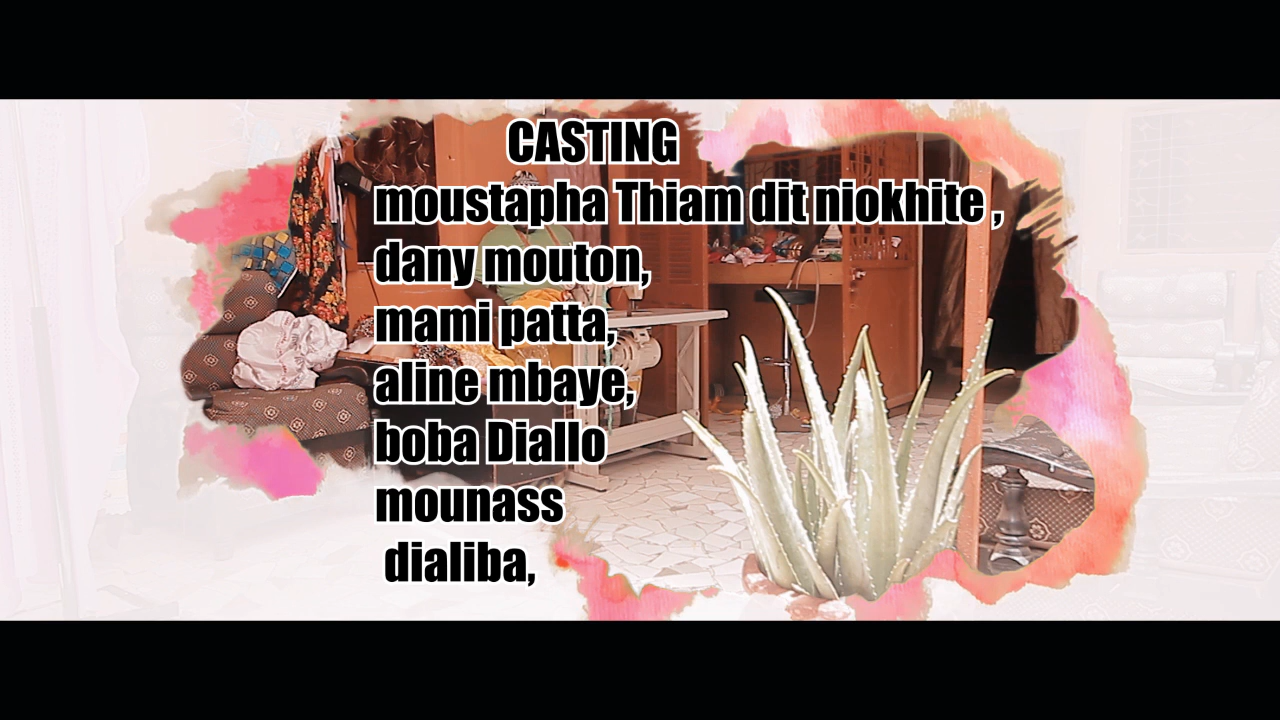 CASTING
moustapha Thiam dit niokhite ,
dany mouton,
mami patta,
aline mbaye,
boba Diallo
mounass
dialiba,